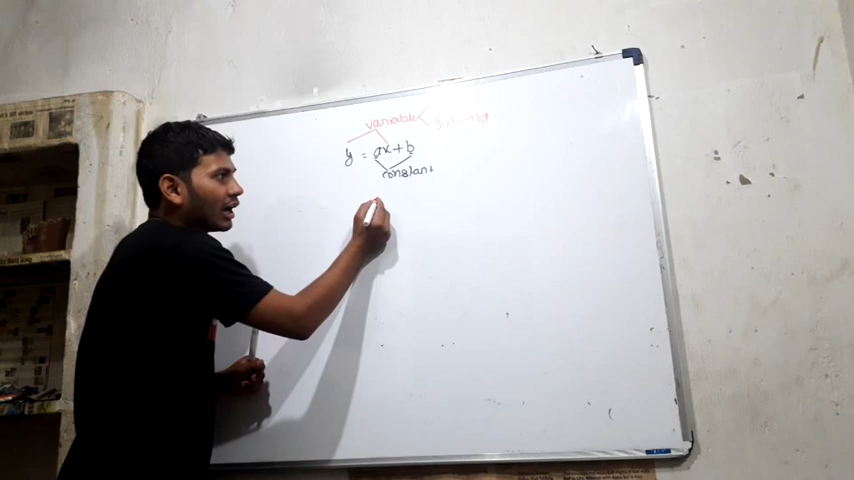 variable
y = ax + b
constant